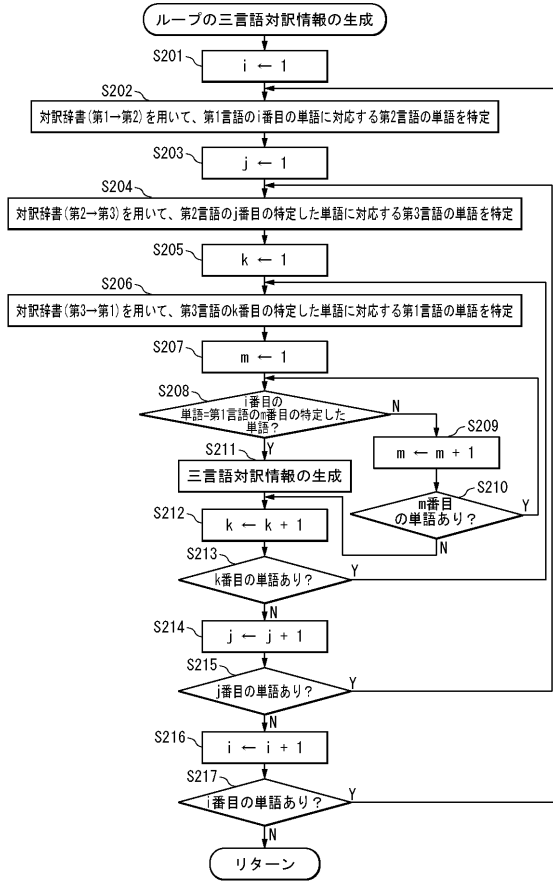 ループの三言語対訳情報の生成
S201
i ← 1
S202
対訳辞書(第1→第2)を用いて、第1言語のi番目の単語に対応する第2言語の単語を特定
S203
j ← 1
S204
対訳辞書(第2→第3)を用いて、第2言語のj番目の特定した単語に対応する第3言語の単語を特定
S205
k ← 1
S206
対訳辞書(第3→第1)を用いて、第3言語のk番目の特定した単語に対応する第1言語の単語を特定
S207
m ← 1
S208
i番目の
単語=第1言語のm番目の特定した
単語?
N
Y
S209
m ← m + 1
S210
m番目
の単語あり?
Y
N
S211
三言語対訳情報の生成
S212
k ← k + 1
S213
k番目の単語あり?
Y
N
S214
j ← j + 1
S215
j番目の単語あり?
Y
N
S216
i ← i + 1
S217
i番目の単語あり?
Y
N
リターン